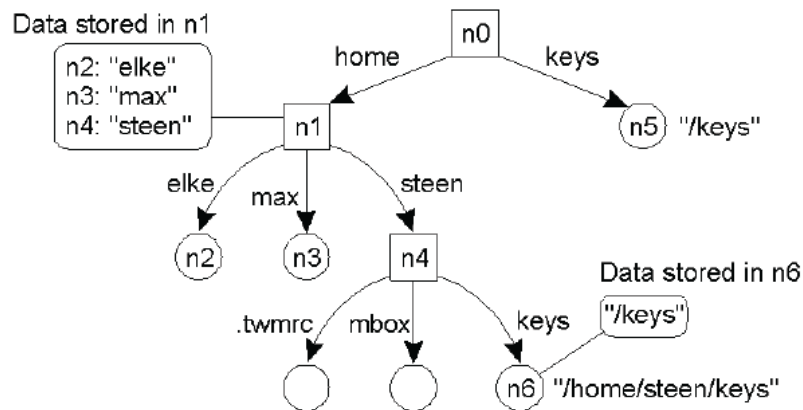 Data stored in n1
n2: "elke"
n3: "max"
n4: "steen"
n0
home
keys
n1
n5
"/keys"
elke
max
steen
n2
n3
n4
Data stored in n6
"/keys"
.twmrc
mbox
keys
n6
"/home/steen/keys"